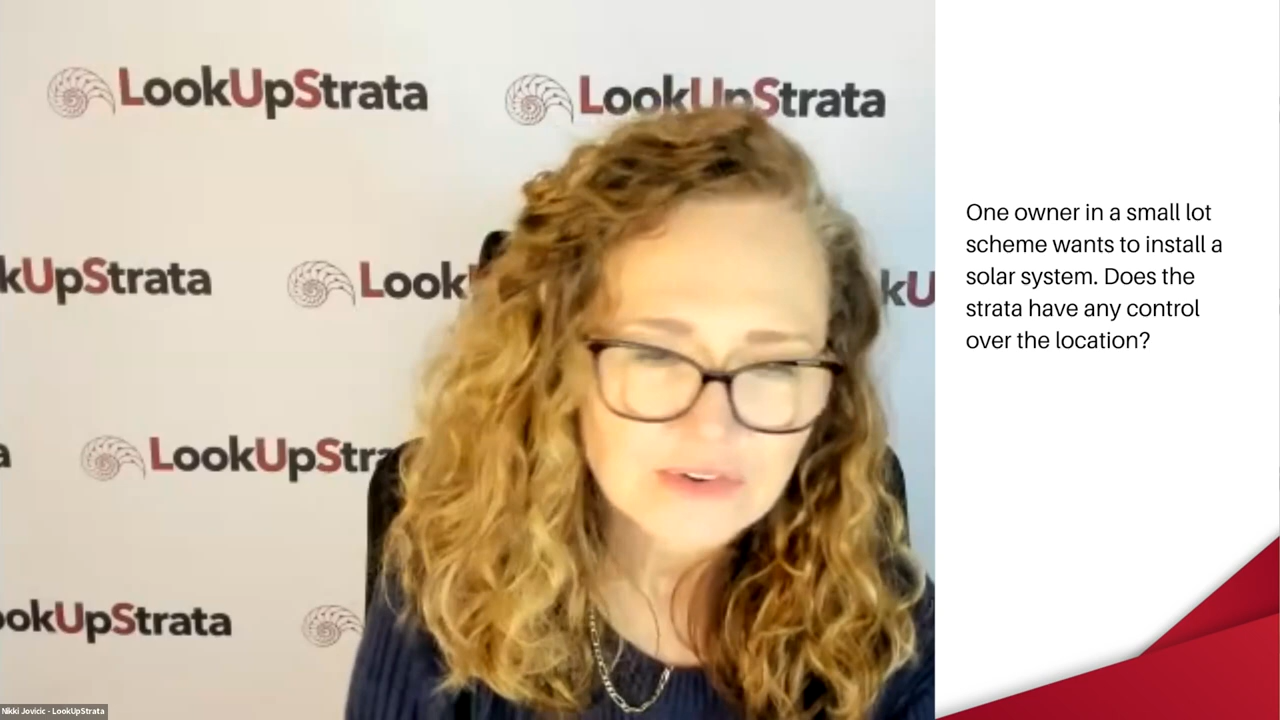 LookUpStrata
LookUpStrata
kUpStrata
Look
kU
a
LookUpStra
ookUpStrata
Nikki Jovicic - LookUpStrata
One owner in a small lot
scheme wants to install a
solar system. Does the
strata have any control
over the location?